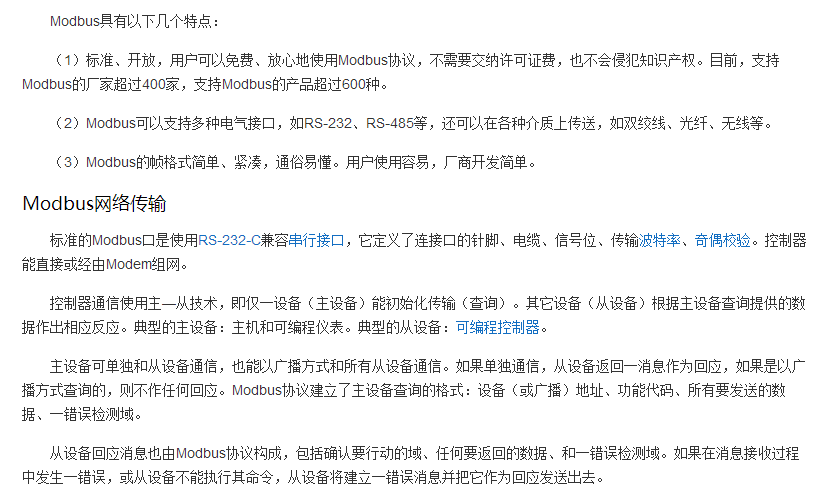 Modbus具有以下几个特点：
（1）标准、开放，用户可以免费、放心地使用Modbus协议，不需要交纳许可证费，也不会侵犯知识产权。目前，支持
Modbus的厂家超过400家，支持Modbus的产品超过600种。
（2）Modbus可以支持多种电气接口，如RS-232、RS-485等，还可以在各种介质上传送，如双绞线、光纤、无线等。
（3）Modbus的帧格式简单、紧凑，通俗易懂。用户使用容易，厂商开发简单。
Modbus网络传输
标准的Modbus口是使用RS-232-C兼容串行接口，它定义了连接口的针脚、电缆、信号位、传输波特率、奇偶校验。控制器
能直接或经由Modem组网。
控制器通信使用主—从技术，即仅一设备（主设备）能初始化传输（查询）。其它设备（从设备）根据主设备查询提供的数
据作出相应反应。典型的主设备：主机和可编程仪表。典型的从设备：可编程控制器。
主设备可单独和从设备通信，也能以广播方式和所有从设备通信。如果单独通信，从设备返回一消息作为回应，如果是以广
播方式查询的，则不作任何回应。Modbus协议建立了主设备查询的格式：设备（或广播）地址、功能代码、所有要发送的数
据、一错误检测域。
从设备回应消息也由Modbus协议构成，包括确认要行动的域、任何要返回的数据、和一错误检测域。如果在消息接收过程
中发生一错误，或从设备不能执行其命令，从设备将建立一错误消息并把它作为回应发送出去。